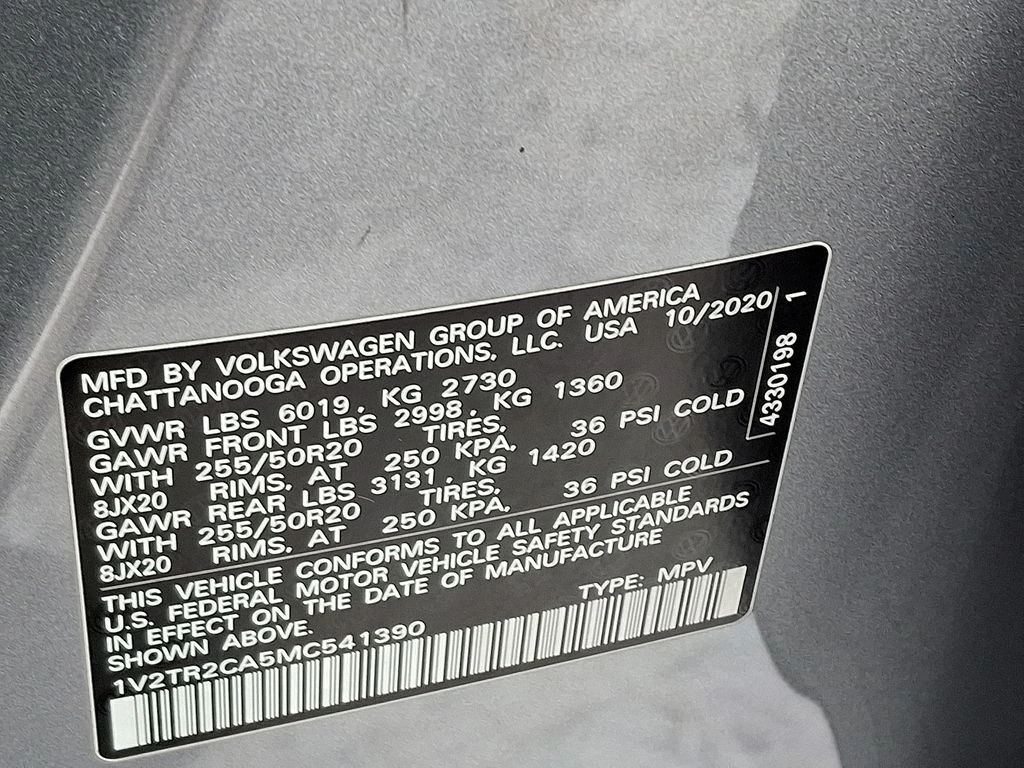 MFD BY VOLKSWAGEN GROUP OF AMERICA
CHATTANOOGA OPERATIONS, LLC. USA 10/2020
GVWR LBS 6019, KG 2730
GAWR FRONT LBS 2998, KG 1360
WITH 255/50R20 TIRES,
8JX20 RIMS, AT 250 KPA, 36 PSI COLD
GAWR REAR LBS 3131, KG 1420
WITH 255/50R20 TIRES,
8JX20 RIMS, AT 250 KPA, 36 PSI COLD
THIS VEHICLE CONFORMS TO ALL APPLICABLE
U.S. FEDERAL MOTOR VEHICLE SAFETY STANDARDS
IN EFFECT ON THE DATE OF MANUFACTURE
SHOWN ABOVE.
1V2TR2CA5MC541390 TYPE: MPV
4330198 1